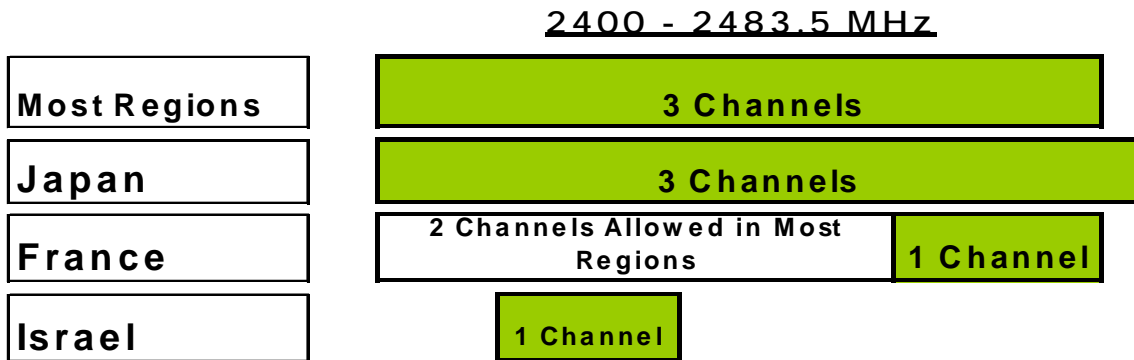 2400 - 2483.5 MHz
Most Regions
3 Channels
Japan
3 Channels
France
2 Channels Allowed in Most
Regions
1 Channel
Israel
1 Channel